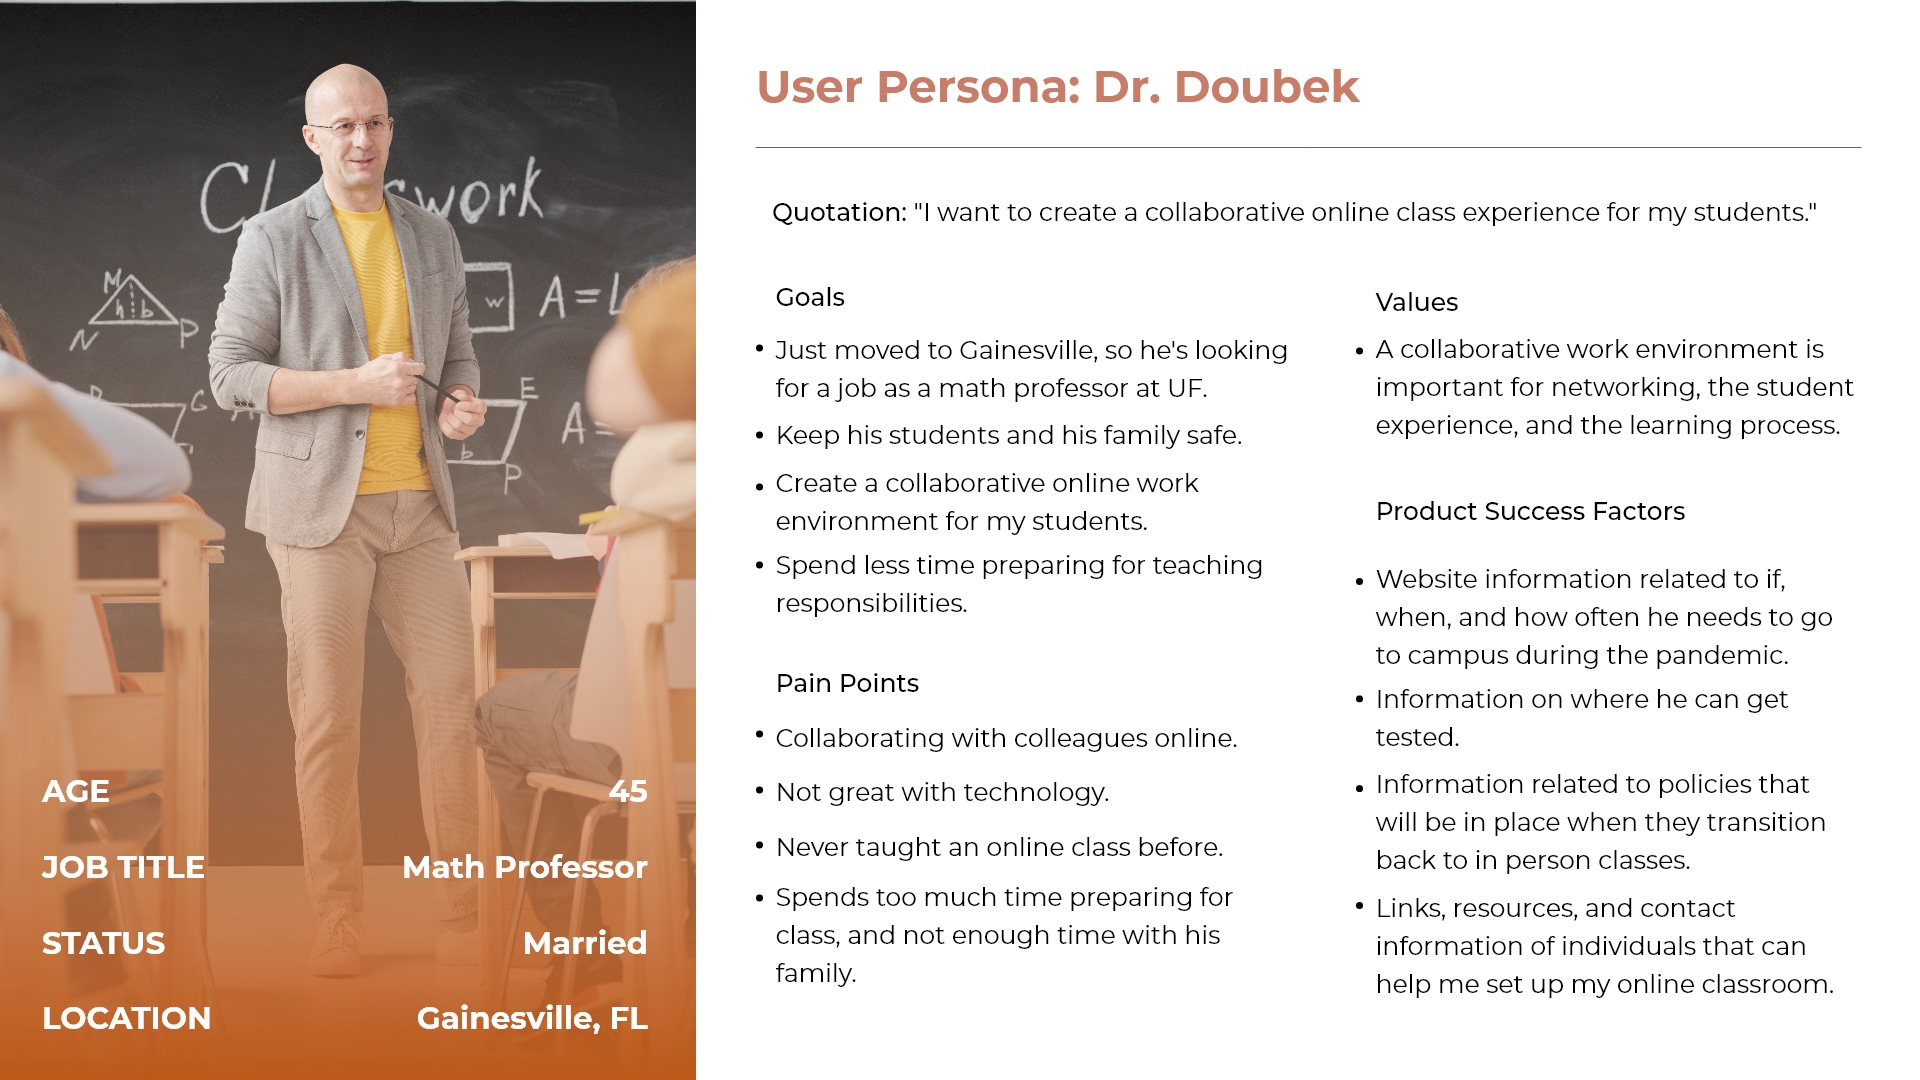 User Persona: Dr. Doubek
Quotation: "I want to create a collaborative online class experience for my students."
Goals
• Just moved to Gainesville, so he's looking
for a job as a math professor at UF.
• Keep his students and his family safe.
• Create a collaborative online work
environment for my students.
• Spend less time preparing for teaching
responsibilities.
Pain Points
• Collaborating with colleagues online.
• Not great with technology.
• Never taught an online class before.
• Spends too much time preparing for
class, and not enough time with his
family.
Values
• A collaborative work environment is
important for networking, the student
experience, and the learning process.
Product Success Factors
• Website information related to if,
when, and how often he needs to go
to campus during the pandemic.
• Information on where he can get
tested.
• Information related to policies that
will be in place when they transition
back to in person classes.
• Links, resources, and contact
information of individuals that can
help me set up my online classroom.
Cl swork
M
h b
N P
w
A = L
G
E
A =
b
P
AGE 45
JOB TITLE Math Professor
STATUS Married
LOCATION Gainesville, FL